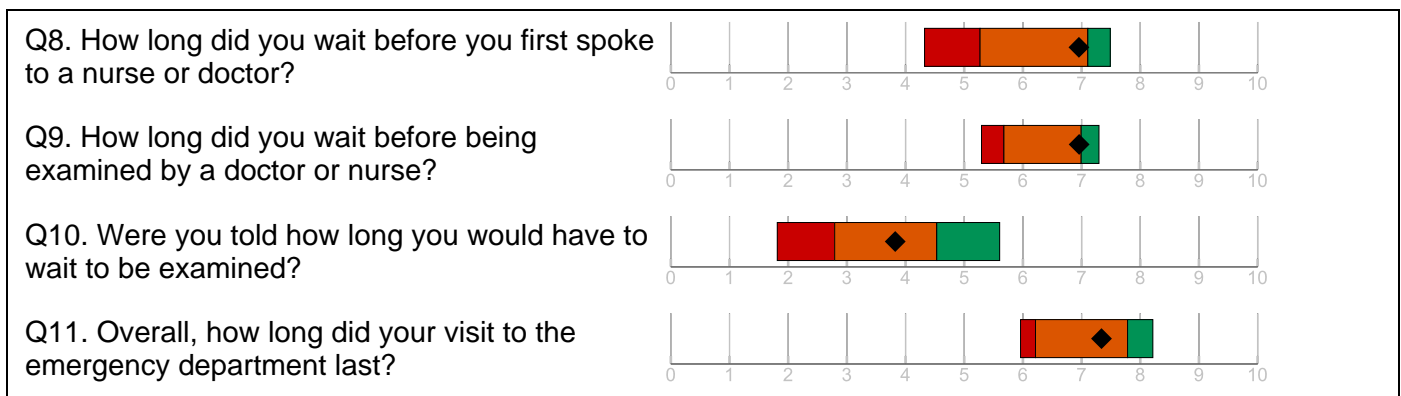 Q8. How long did you wait before you first spoke
to a nurse or doctor?
0 1 2 3 4 5 6 7 8 9 10
Q9. How long did you wait before being
examined by a doctor or nurse?
0 1 2 3 4 5 6 7 8 9 10
Q10. Were you told how long you would have to
wait to be examined?
0 1 2 3 4 5 6 7 8 9 10
Q11. Overall, how long did your visit to the
emergency department last?
0 1 2 3 4 5 6 7 8 9 10